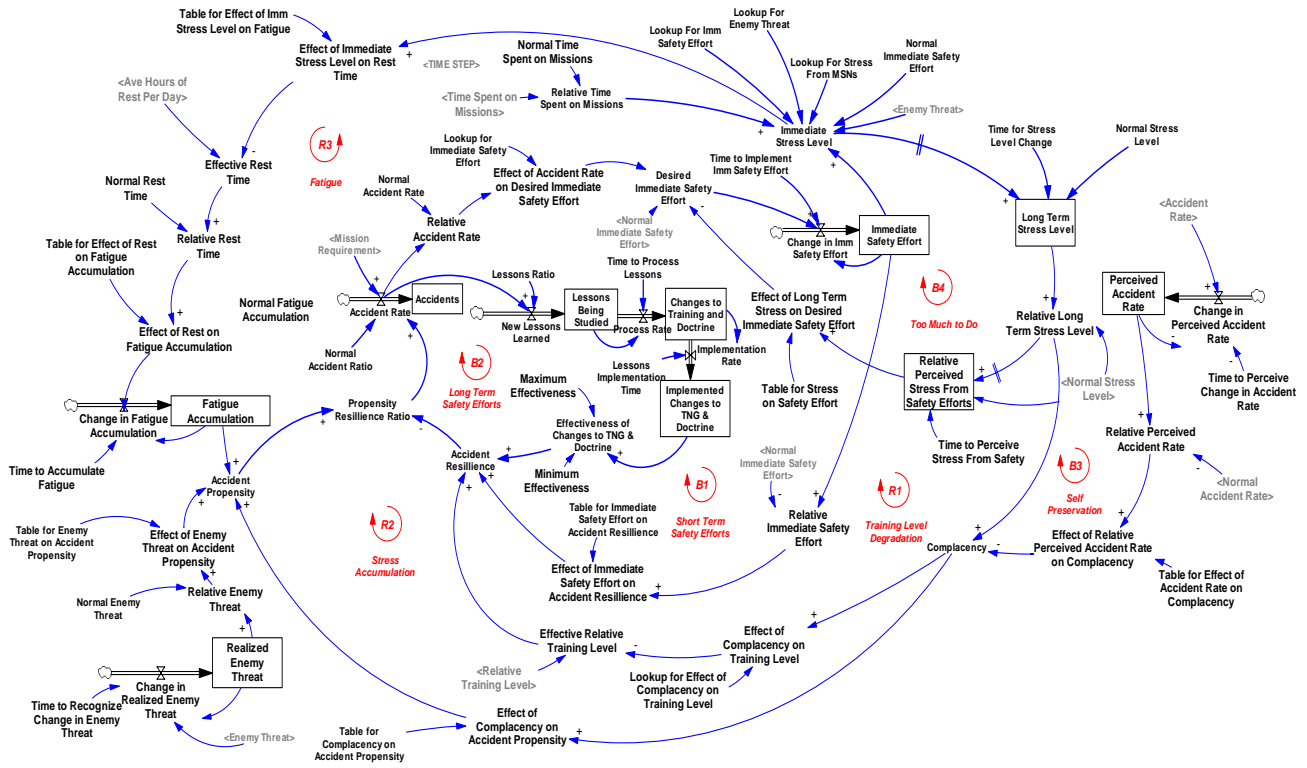 Table for Effect of Imm
Stress Level on Fatigue
Effect of Immediate
Stress Level on Rest
Time
+
<TIME STEP>
Normal Time
Spent on Missions
<Time Spent on
Missions>
Relative Time
Spent on Missions
Lookup For Imm
Safety Effort
Lookup For
Enemy Threat
Lookup For Stress
From MSNs
Normal
Immediate Safety
Effort
<Enemy Threat>
+
Immediate
Stress Level
+
Time for Stress
Level Change
Normal Stress
Level
<Ave Hours of
Rest Per Day>
-
Effective Rest
Time
R3
Fatigue
Normal Rest
Time
+
Relative Rest
Time
Table for Effect of Rest
on Fatigue
Accumulation
+
Effect of Rest on
Fatigue Accumulation
Normal Fatigue
Accumulation
Lookup for
Immediate Safety
Effort
Effect of Accident Rate
on Desired Immediate
Safety Effort
Normal
Accident Rate
Relative
Accident Rate
<Mission
Requirement>
+
Accident Rate
Accidents
Normal
Accident Ratio
+
Desired
Immediate Safety
Effort
-
<Normal
Immediate Safety
Effort>
Time to Implement
Imm Safety Effort
+
Change in Imm
Safety Effort
Immediate
Safety Effort
+
Long Term
Stress Level
<Accident
Rate>
+
Perceived
Accident Rate
Change in
Perceived Accident
Rate
-
-
Time to Perceive
Change in Accident
Rate
Lessons Ratio
+
New Lessons
Learned
Lessons
Being
Studied
Time to Process
Lessons
Process Rate
Changes to
Training and
Doctrine
Implementation
Rate
Lessons
Implementation
Time
Implemented
Changes to TNG &
Doctrine
Effect of Long Term
Stress on Desired
Immediate Safety Effort
+
Table for Stress
on Safety Effort
B4
Too Much to Do
+
Relative Long
Term Stress Level
+
Relative
Perceived
Stress From
Safety Efforts
<Normal Stress
Level>
Time to Perceive
Stress From Safety
+
Relative Perceived
Accident Rate
-
<Normal
Accident Rate>
B2
Long Term
Safety Efforts
Propensity
Resillience Ratio
+
-
Maximum
Effectiveness
Effectiveness of
Changes to TNG &
Doctrine
+
Minimum
Effectiveness
Accident
Resillience
+
+
+
B1
Short Term
Safety Efforts
Table for Immediate
Safety Effort on
Accident Resillience
Effect of Immediate
Safety Effort on
Accident Resillience
+
<Normal
Immediate Safety
Effort>
-
+
Relative
Immediate Safety
Effort
R1
Training Level
Degradation
B3
Self
Preservation
+
Complacency
-
+
Effect of Relative
Perceived Accident Rate
on Complacency
Table for Effect of
Accident Rate on
Complacency
Change in Fatigue
Accumulation
Fatigue
Accumulation
Time to Accumulate
Fatigue
+
Accident
Propensity
+
+
Table for Enemy
Threat on Accident
Propensity
Effect of Enemy
Threat on Accident
Propensity
+
Normal Enemy
Threat
Relative Enemy
Threat
+
Realized
Enemy
Threat
Change in
Realized Enemy
Threat
Time to Recognize
Change in Enemy
Threat
<Enemy Threat>
R2
Stress
Accumulation
Effective Relative
Training Level
-
<Relative
Training Level>
+
Effect of
Complacency on
Training Level
Lookup for Effect of
Complacency on
Training Level
Table for
Complacency on
Accident Propensity
Effect of
Complacency on
Accident Propensity
+